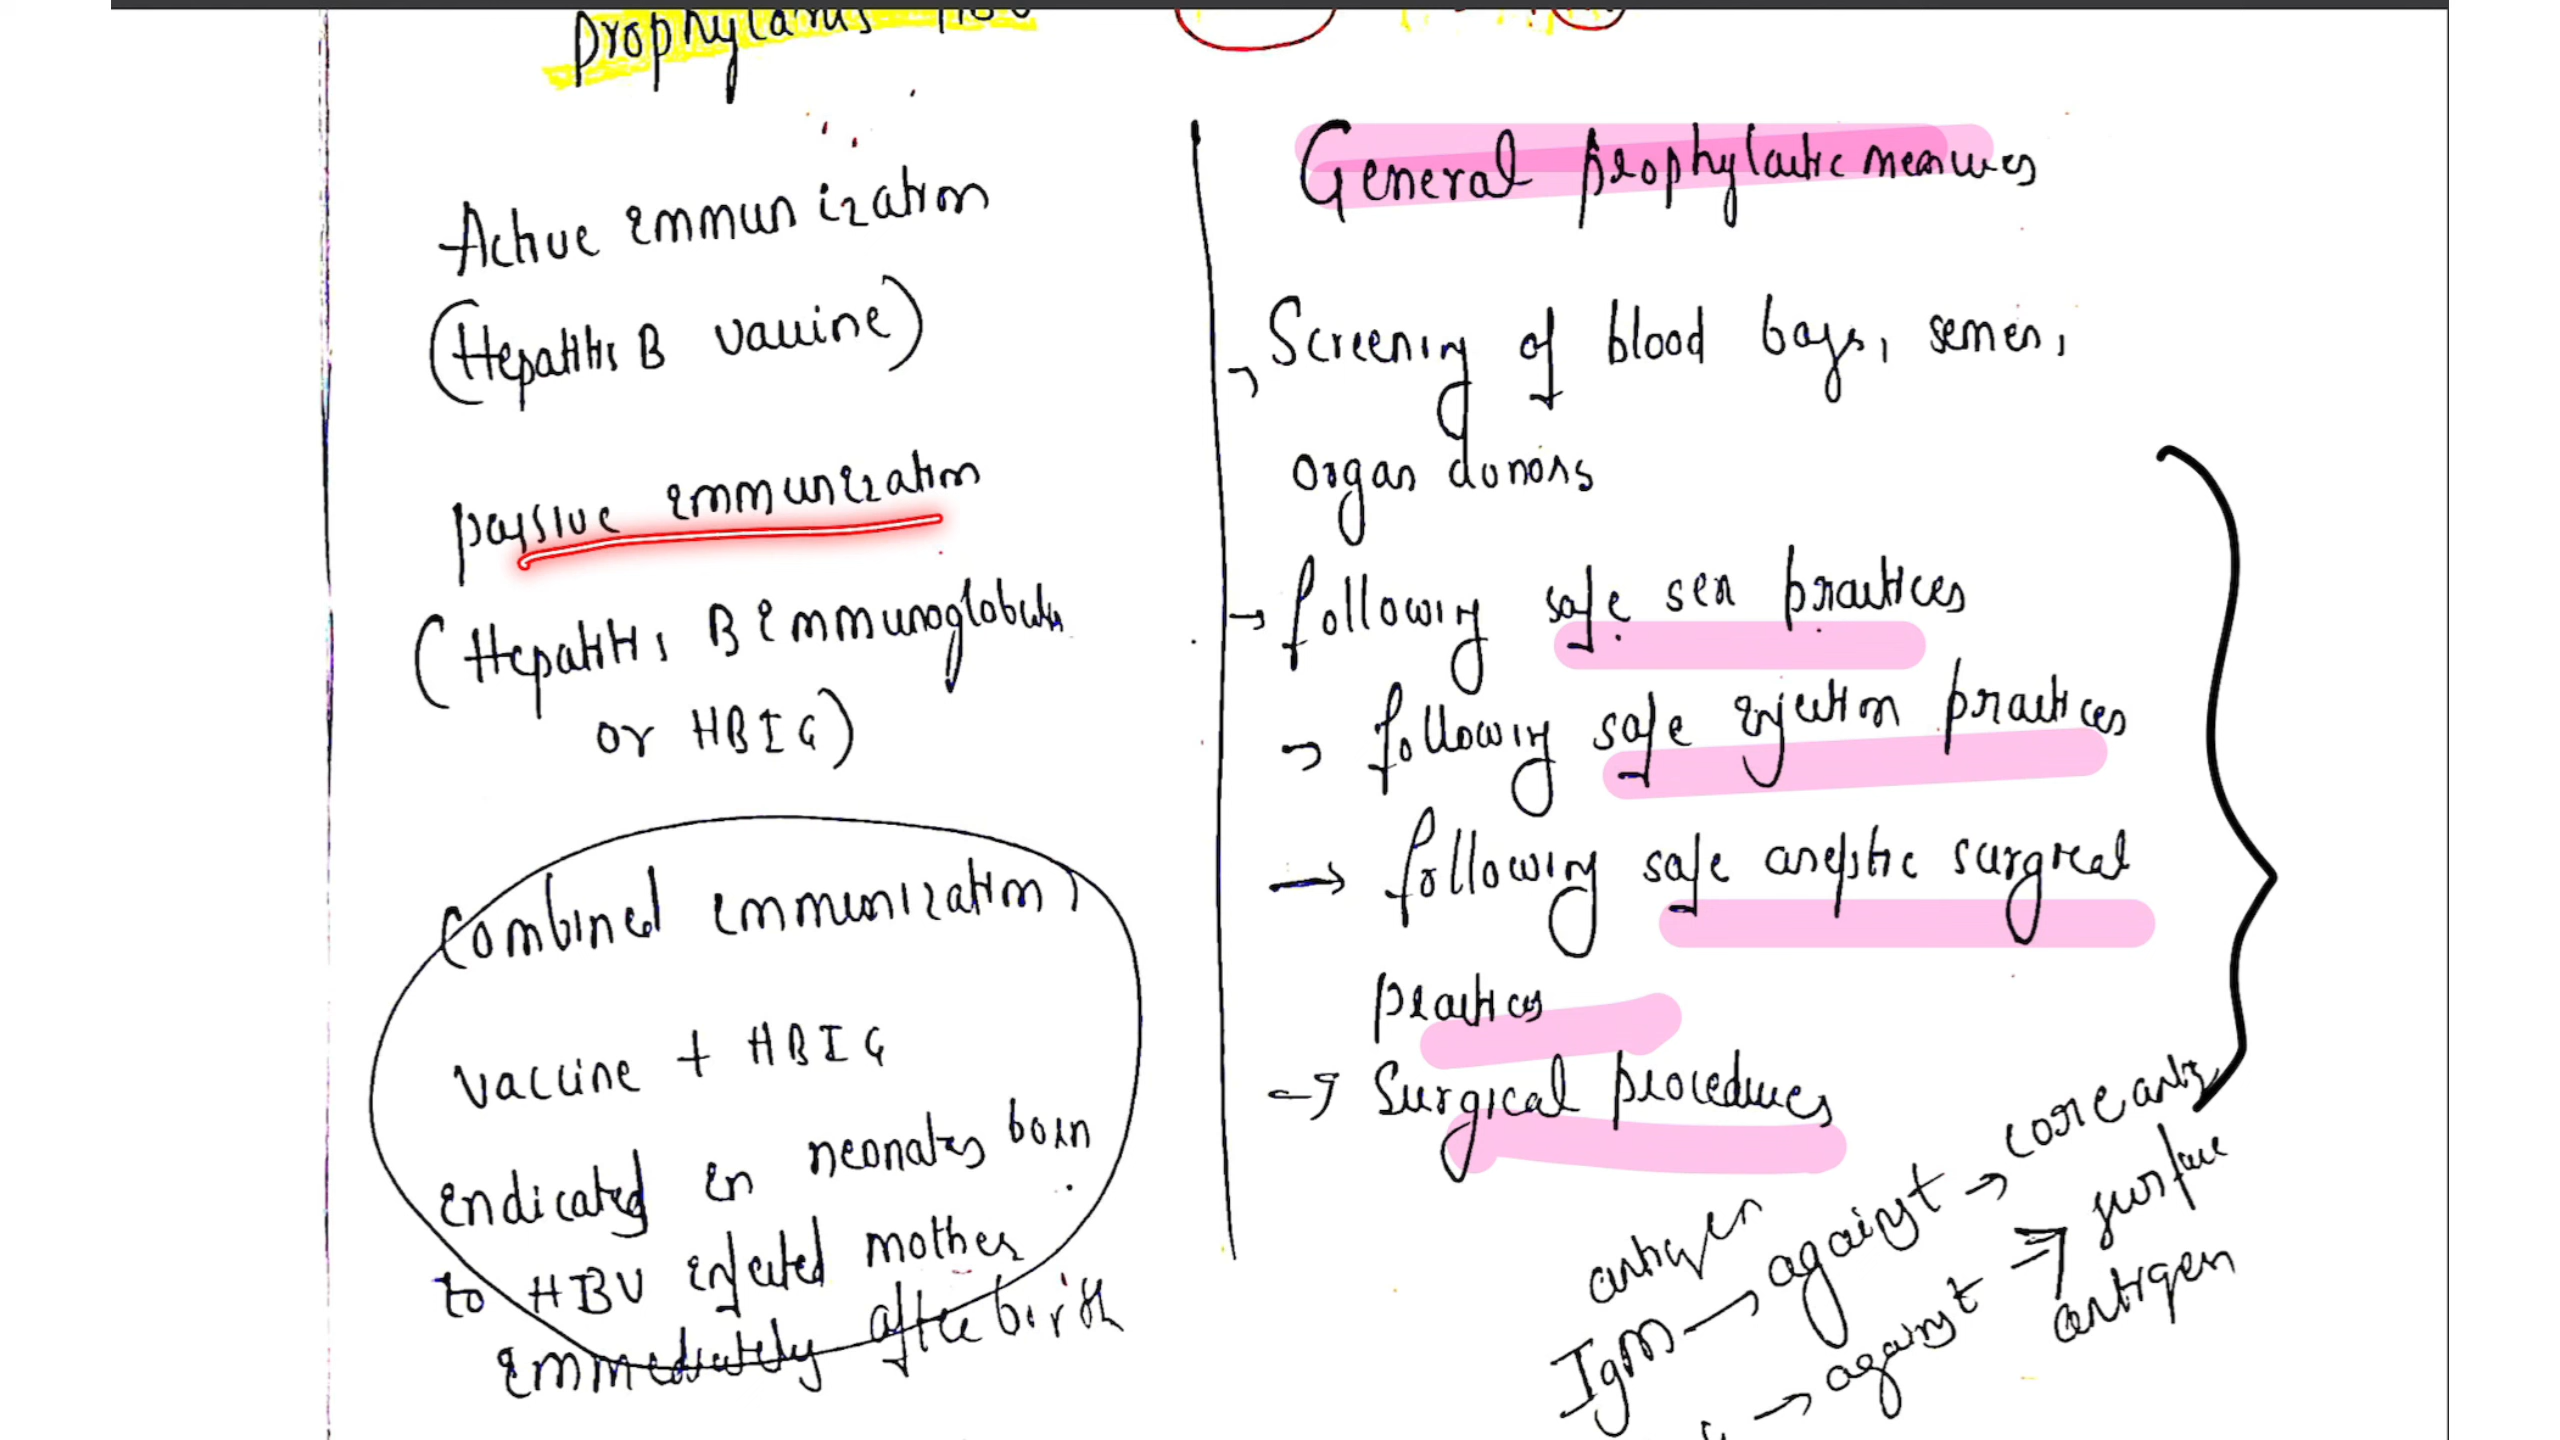 prophylaxis HBV
Active immunization
(Hepatitis B vaccine)
passive immunization
(Hepatitis B immunoglobulin
or HBIG)
Combined immunization
vaccine + HBIG
indicated in neonates born
to HBV infected mother
immediately after birth
General prophylactic measures
→ Screening of blood bags, semen,
organ donors
→ following safe sex practices
→ following safe injection practices
→ following safe aseptic surgical
practices
→ Surgical procedures
antigen
IgM → against → core anti
→ against → surface
antigen